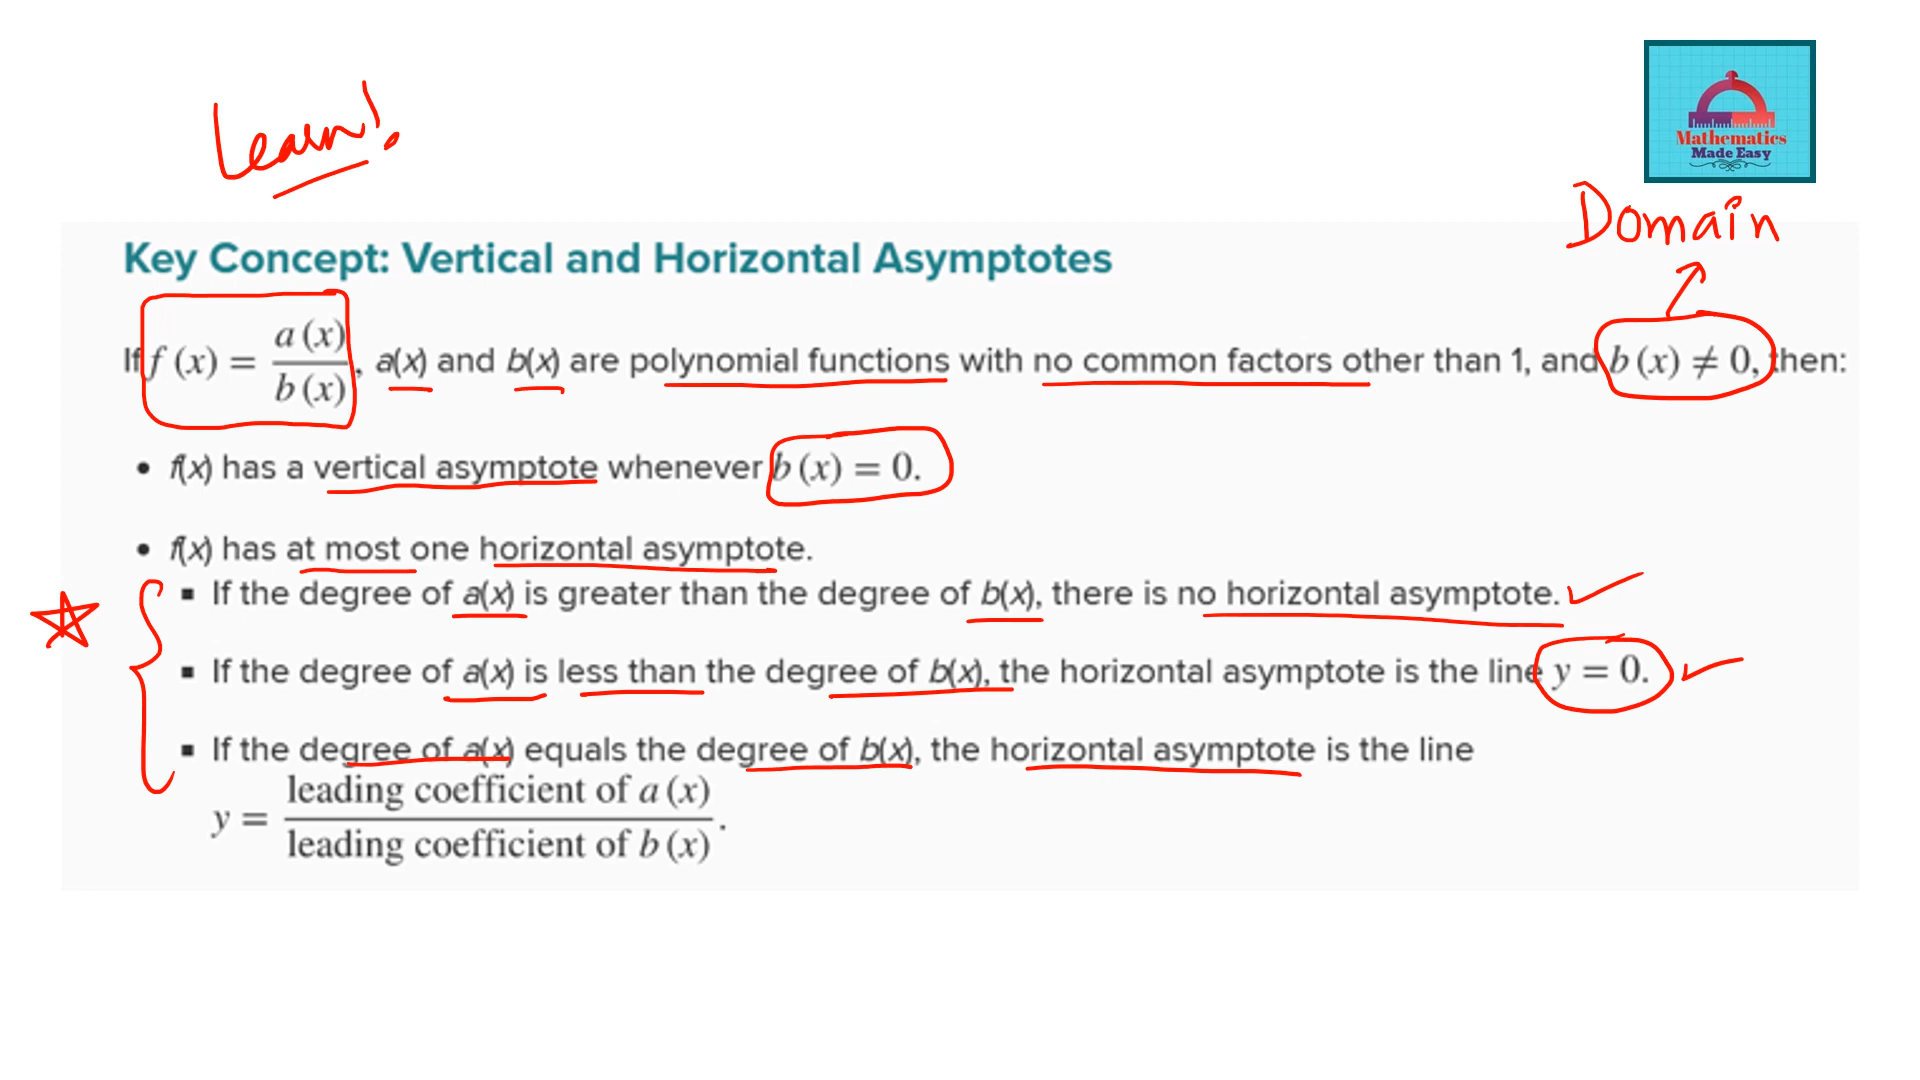 Learn!
Mathematics
Made Easy
Domain
Key Concept: Vertical and Horizontal Asymptotes
If f (x) = a (x) / b (x), a(x) and b(x) are polynomial functions with no common factors other than 1, and b (x) ≠ 0, then:
• f(x) has a vertical asymptote whenever b (x) = 0.
• f(x) has at most one horizontal asymptote.
▪ If the degree of a(x) is greater than the degree of b(x), there is no horizontal asymptote.
▪ If the degree of a(x) is less than the degree of b(x), the horizontal asymptote is the line y = 0.
▪ If the degree of a(x) equals the degree of b(x), the horizontal asymptote is the line
y = leading coefficient of a (x) / leading coefficient of b (x).